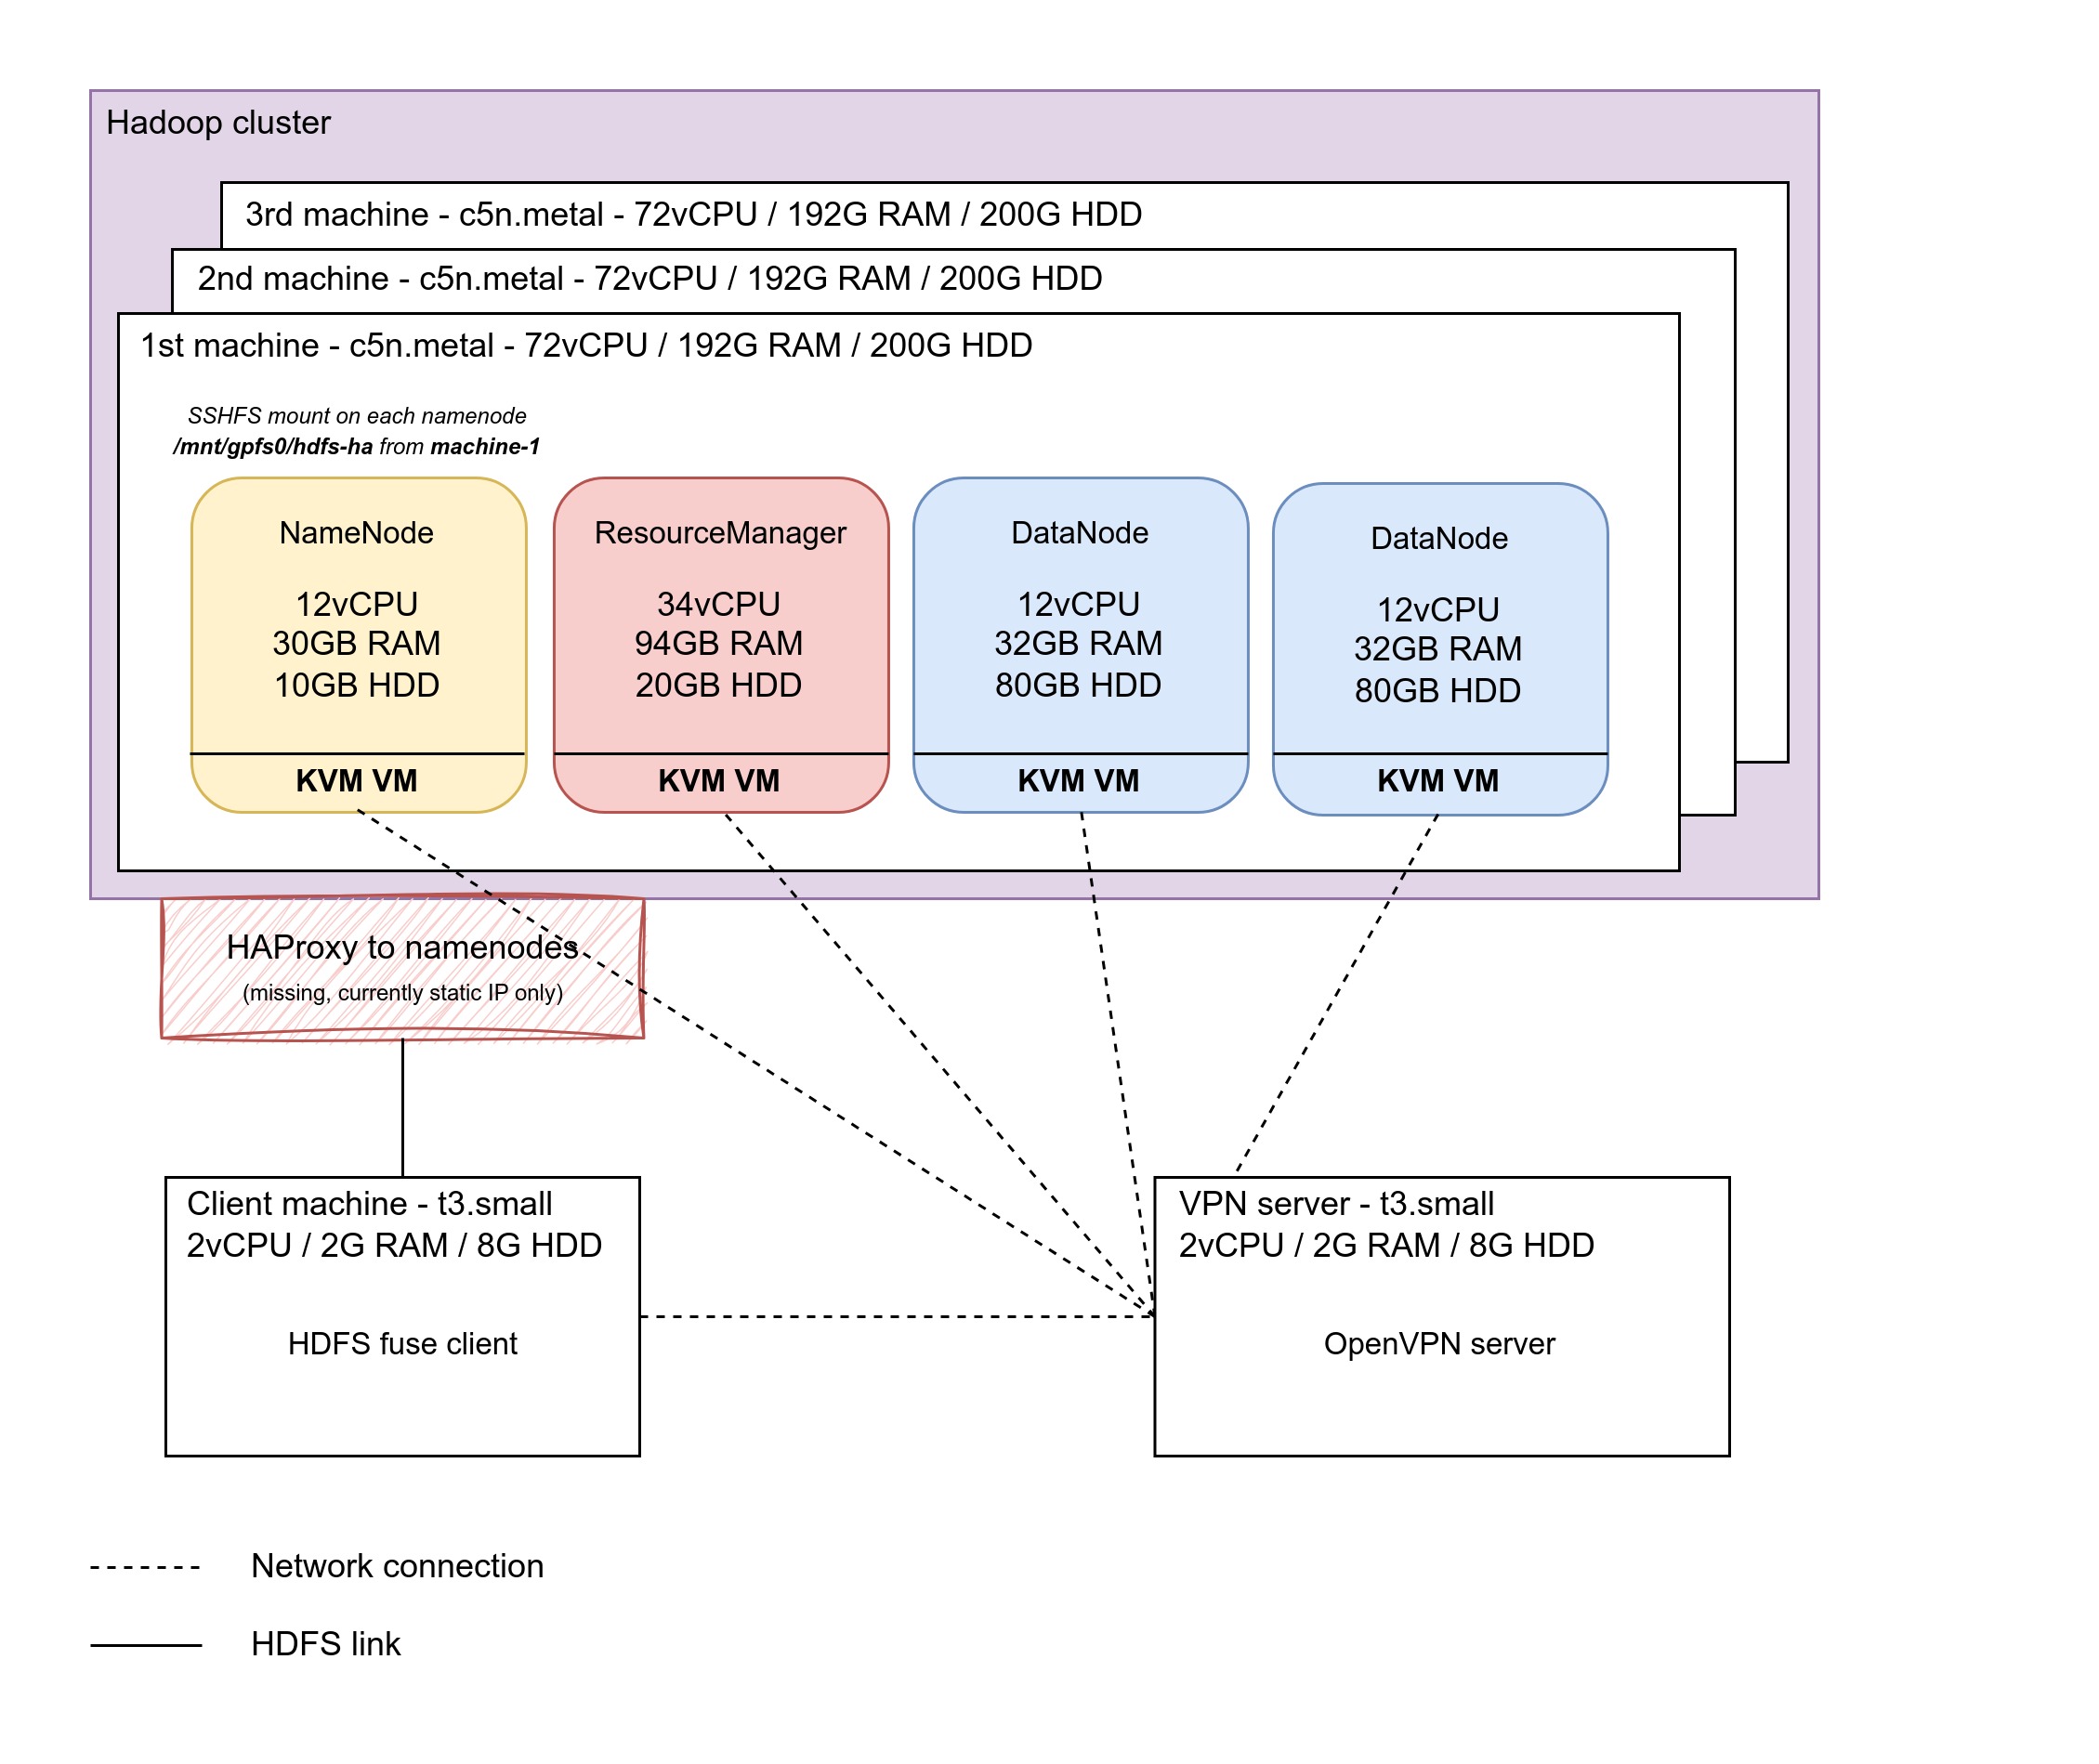 Hadoop cluster
3rd machine - c5n.metal - 72vCPU / 192G RAM / 200G HDD
2nd machine - c5n.metal - 72vCPU / 192G RAM / 200G HDD
1st machine - c5n.metal - 72vCPU / 192G RAM / 200G HDD
SSHFS mount on each namenode
/mnt/gpfs0/hdfs-ha from machine-1
NameNode
12vCPU
30GB RAM
10GB HDD
KVM VM
ResourceManager
34vCPU
94GB RAM
20GB HDD
KVM VM
DataNode
12vCPU
32GB RAM
80GB HDD
KVM VM
DataNode
12vCPU
32GB RAM
80GB HDD
KVM VM
HAProxy to namenodes
(missing, currently static IP only)
Client machine - t3.small
2vCPU / 2G RAM / 8G HDD
HDFS fuse client
VPN server - t3.small
2vCPU / 2G RAM / 8G HDD
OpenVPN server
Network connection
HDFS link